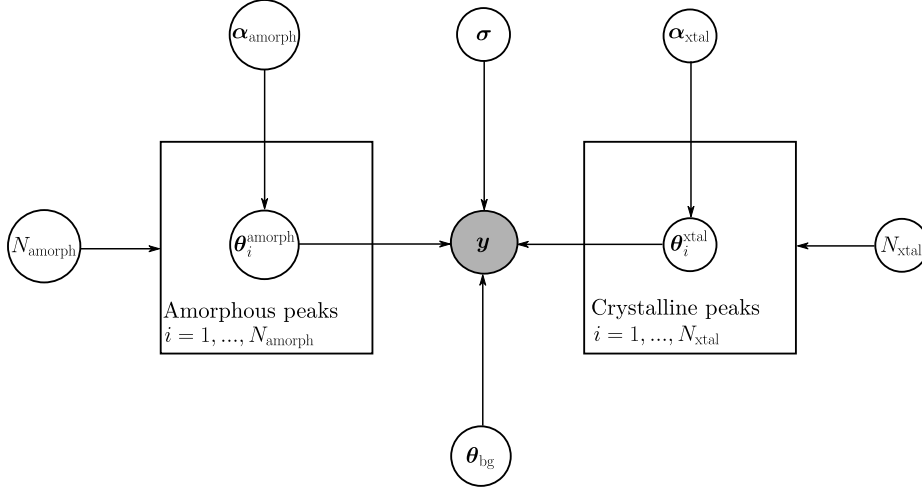 α_amorph
σ
α_xtal
N_amorph
θ_i^amorph
y
θ_i^xtal
N_xtal
Amorphous peaks
i = 1, ..., N_amorph
Crystalline peaks
i = 1, ..., N_xtal
θ_bg